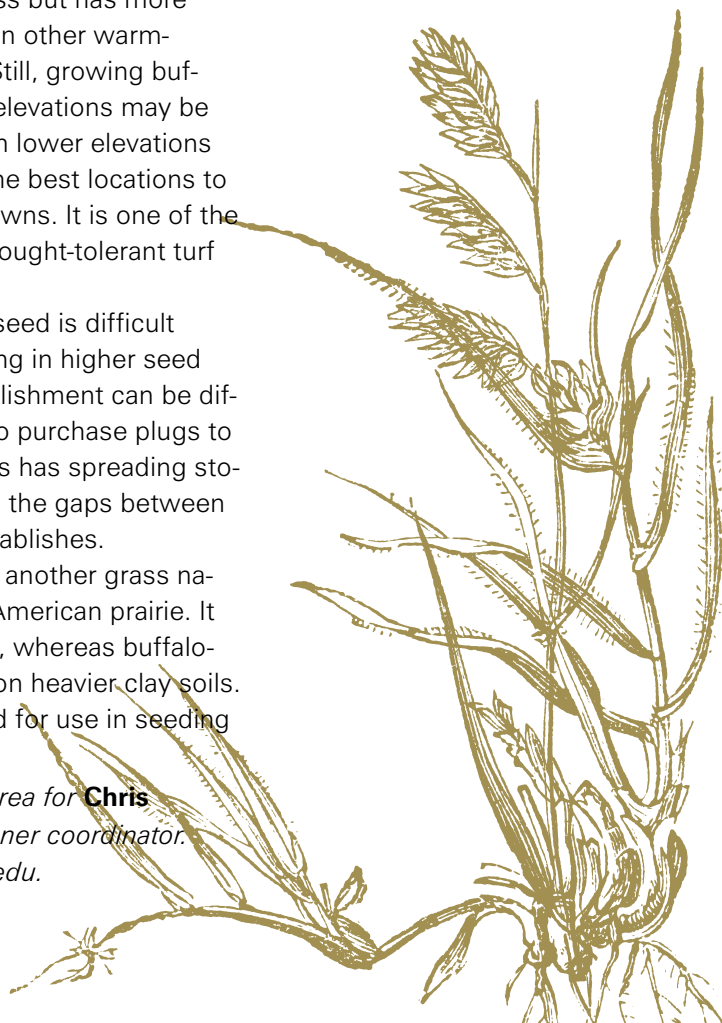 ss but has more
n other warm-
Still, growing buf-
elevations may be
n lower elevations
he best locations to
wns. It is one of the
ought-tolerant turf
seed is difficult
ng in higher seed
lishment can be dif-
o purchase plugs to
s has spreading sto-
the gaps between
ablishes.
another grass na-
American prairie. It
, whereas buffalo-
on heavier clay soils.
d for use in seeding
rea for Chris
ner coordinator.
edu.